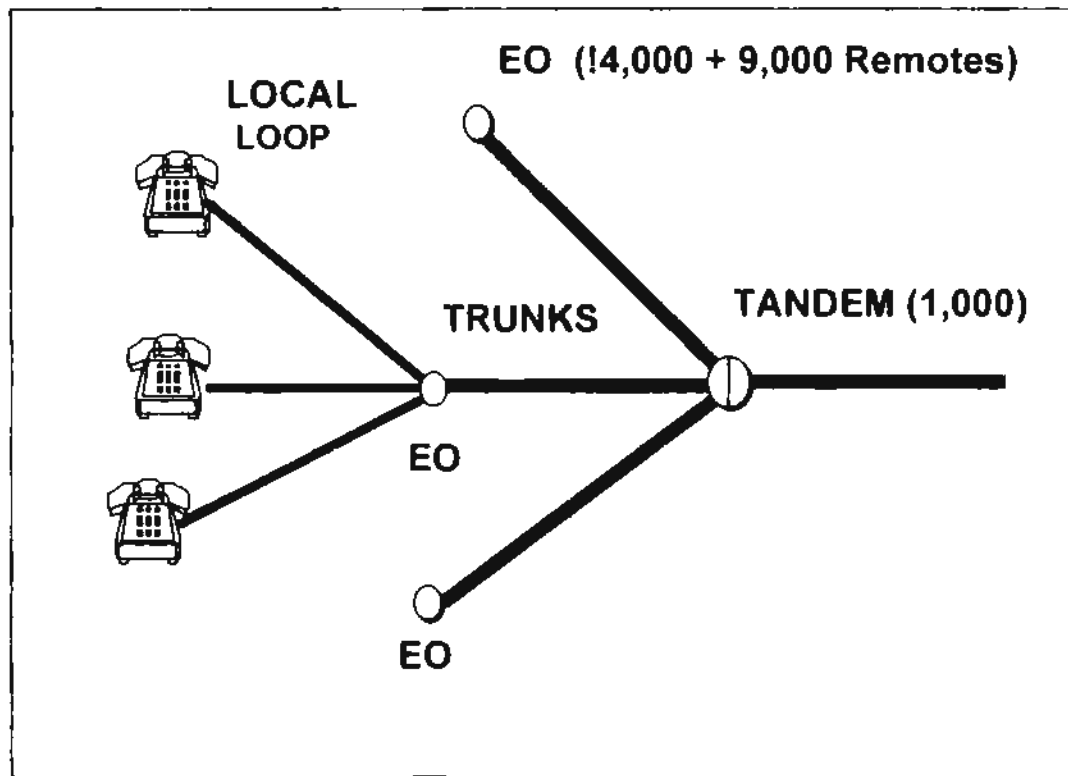 EO (!4,000 + 9,000 Remotes)
LOCAL
LOOP
TRUNKS
TANDEM (1,000)
EO
EO